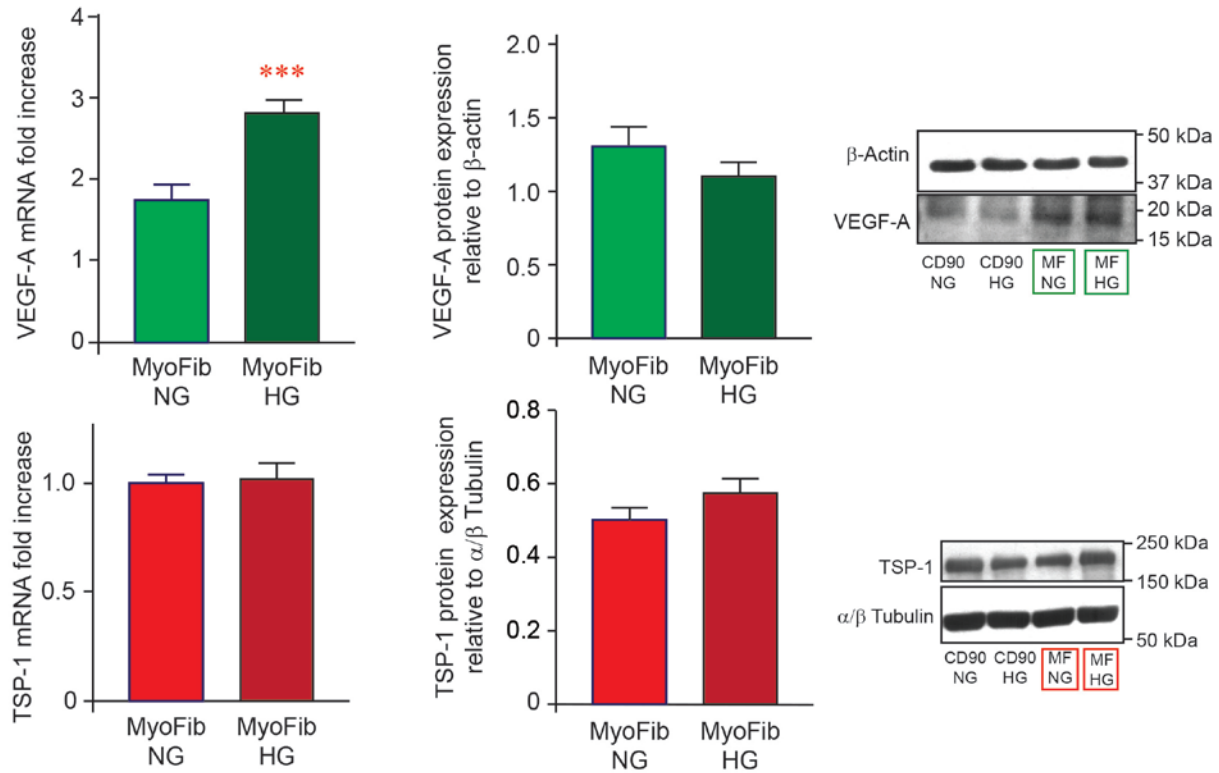 VEGF-A mRNA fold increase
4
3
2
1
0
***
MyoFib
NG
MyoFib
HG
VEGF-A protein expression
relative to β-actin
2.0
1.5
1.0
0.5
0
MyoFib
NG
MyoFib
HG
β-Actin
VEGF-A
50 kDa
37 kDa
20 kDa
15 kDa
CD90
NG
CD90
HG
MF
NG
MF
HG
TSP-1 mRNA fold increase
1.0
0.5
0
MyoFib
NG
MyoFib
HG
TSP-1 protein expression
relative to α/β Tubulin
0.8
0.6
0.4
0.2
0
MyoFib
NG
MyoFib
HG
TSP-1
α/β Tubulin
250 kDa
150 kDa
50 kDa
CD90
NG
CD90
HG
MF
NG
MF
HG